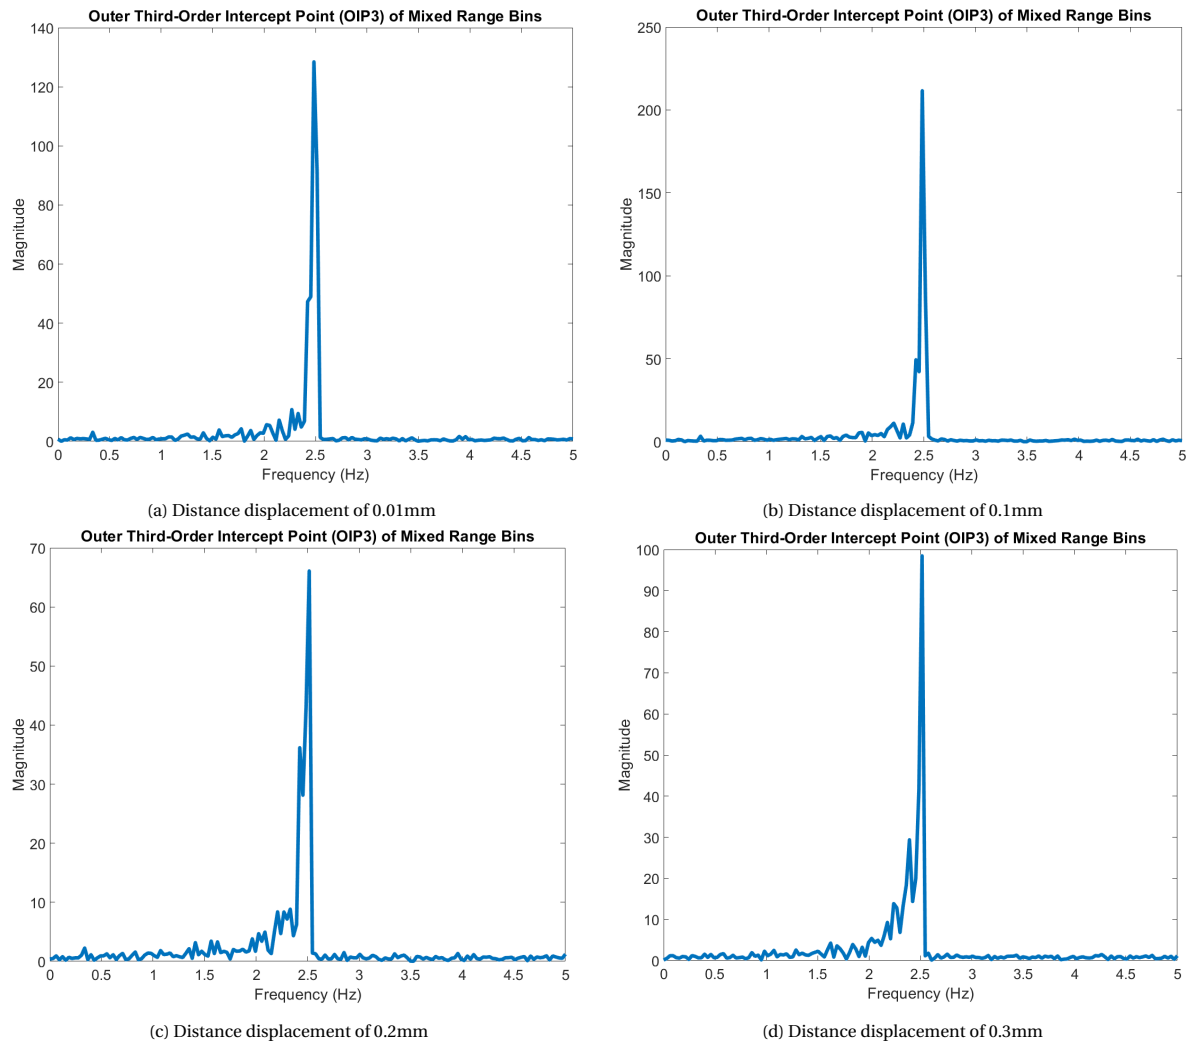 Outer Third-Order Intercept Point (OIP3) of Mixed Range Bins
140
120
100
80
60
40
20
0
Magnitude
0 0.5 1 1.5 2 2.5 3 3.5 4 4.5 5
Frequency (Hz)
(a) Distance displacement of 0.01mm
Outer Third-Order Intercept Point (OIP3) of Mixed Range Bins
250
200
150
100
50
0
Magnitude
0 0.5 1 1.5 2 2.5 3 3.5 4 4.5 5
Frequency (Hz)
(b) Distance displacement of 0.1mm
Outer Third-Order Intercept Point (OIP3) of Mixed Range Bins
70
60
50
40
30
20
10
0
Magnitude
0 0.5 1 1.5 2 2.5 3 3.5 4 4.5 5
Frequency (Hz)
(c) Distance displacement of 0.2mm
Outer Third-Order Intercept Point (OIP3) of Mixed Range Bins
100
90
80
70
60
50
40
30
20
10
0
Magnitude
0 0.5 1 1.5 2 2.5 3 3.5 4 4.5 5
Frequency (Hz)
(d) Distance displacement of 0.3mm